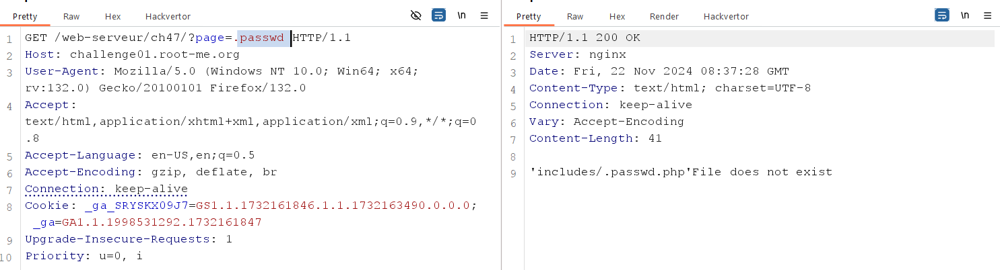 Pretty Raw Hex Hackvertor \n
1 GET /web-serveur/ch47/?page=.passwd HTTP/1.1
2 Host: challenge01.root-me.org
3 User-Agent: Mozilla/5.0 (Windows NT 10.0; Win64; x64;
rv:132.0) Gecko/20100101 Firefox/132.0
4 Accept:
text/html,application/xhtml+xml,application/xml;q=0.9,*/*;q=0
.8
5 Accept-Language: en-US,en;q=0.5
6 Accept-Encoding: gzip, deflate, br
7 Connection: keep-alive
8 Cookie: _ga_SRYSKX09J7=GS1.1.1732161846.1.1.1732163490.0.0.0;
_ga=GA1.1.1998531292.1732161847
9 Upgrade-Insecure-Requests: 1
10 Priority: u=0, i
Pretty Raw Hex Render Hackvertor \n
1 HTTP/1.1 200 OK
2 Server: nginx
3 Date: Fri, 22 Nov 2024 08:37:28 GMT
4 Content-Type: text/html; charset=UTF-8
5 Connection: keep-alive
6 Vary: Accept-Encoding
7 Content-Length: 41
8
9 'includes/.passwd.php'File does not exist